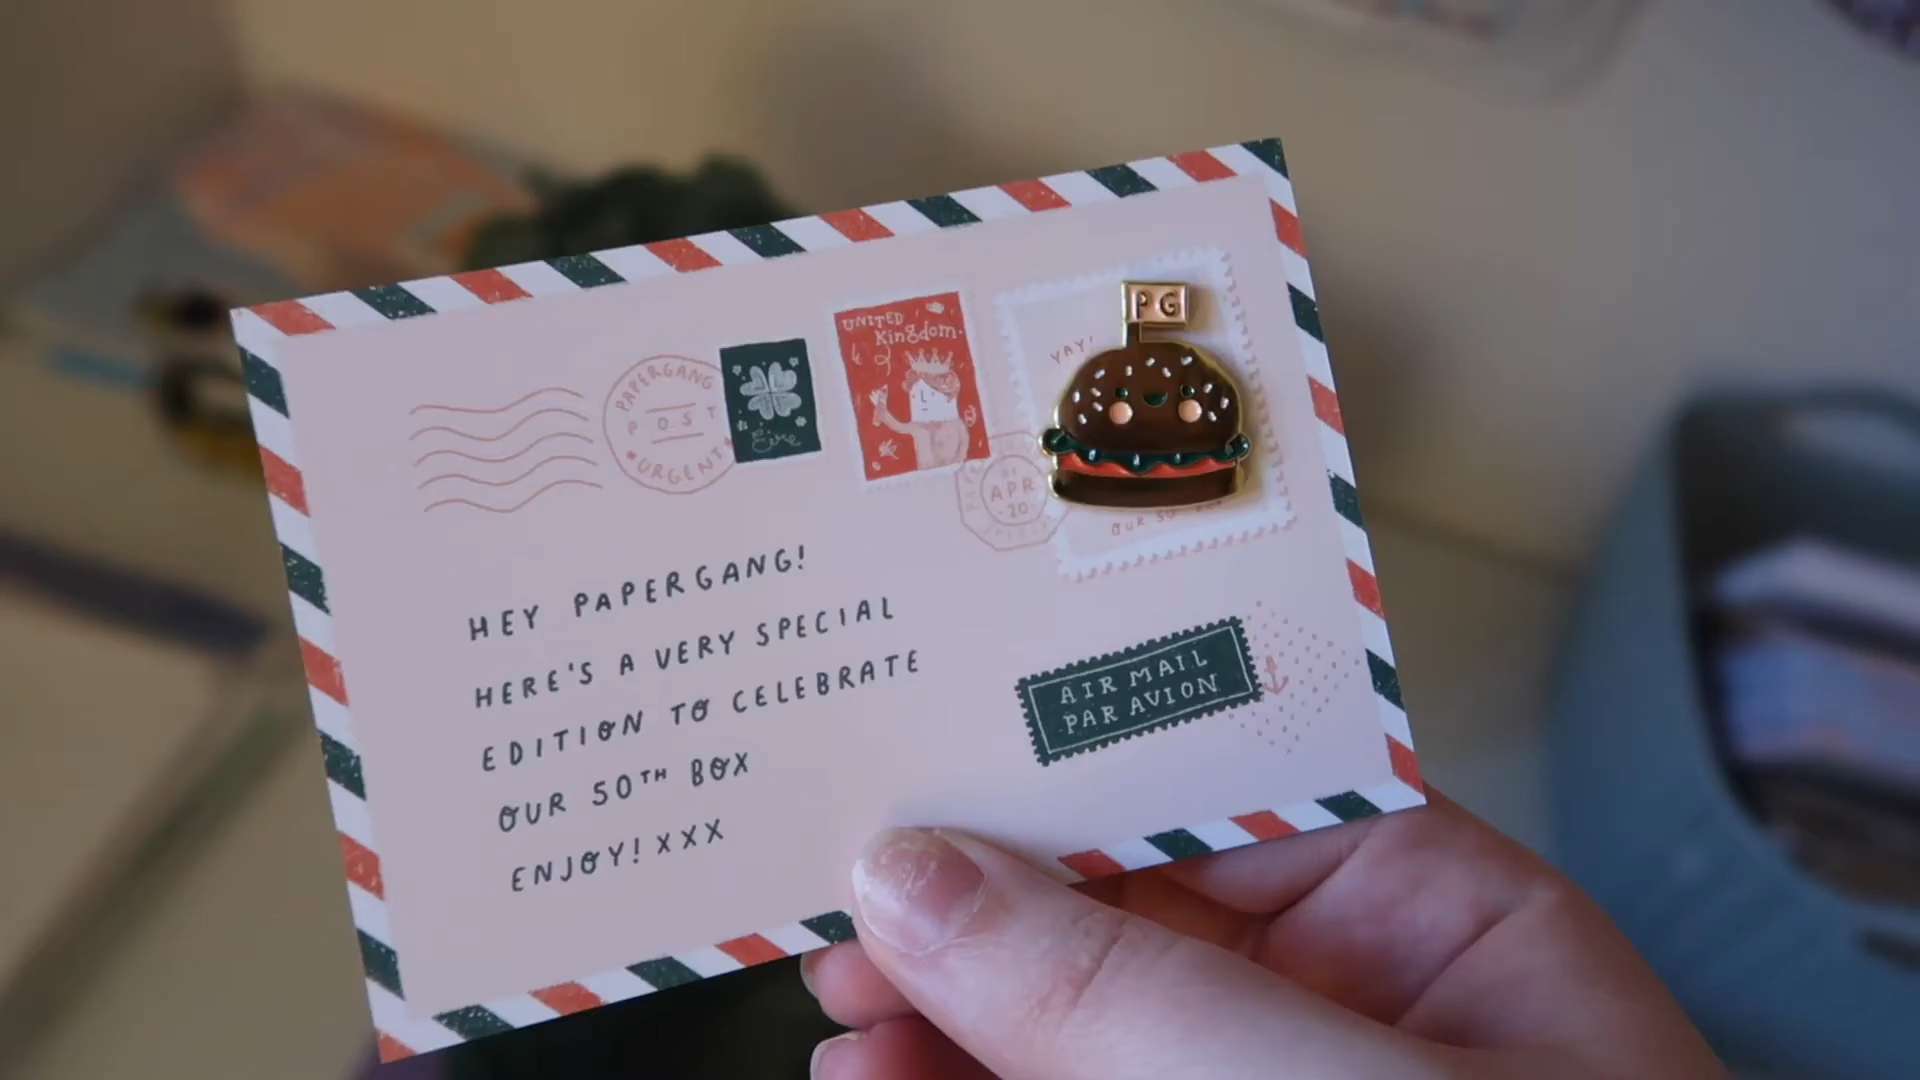 PAPERGANG
POST
URGENT
Éire
UNITED
Kingdom
YAY!
PG
APR
20
OUR 50
HEY PAPERGANG!
HERE'S A VERY SPECIAL
EDITION TO CELEBRATE
OUR 50TH BOX
ENJOY! XXX
AIR MAIL
PAR AVION